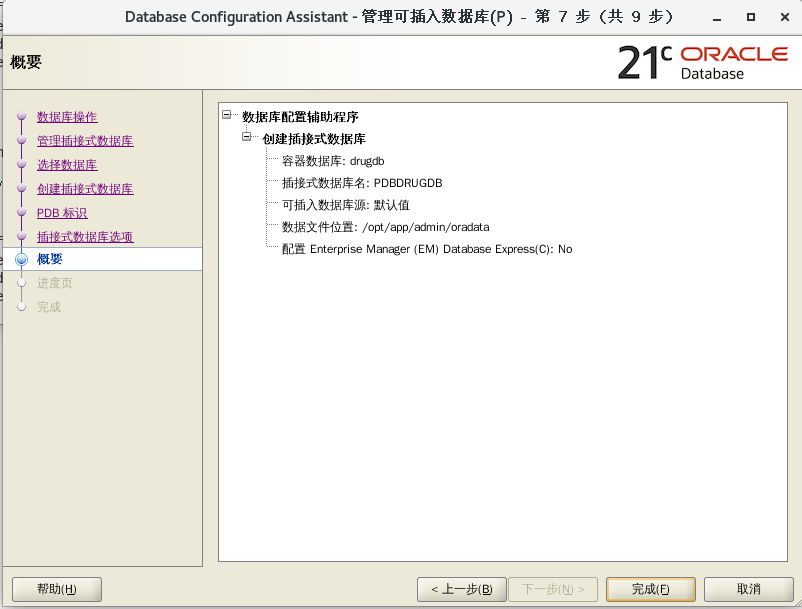 Database Configuration Assistant - 管理可插入数据库(P) - 第 7 步 (共 9 步)
概要
21c ORACLE
Database
数据库操作
管理插接式数据库
选择数据库
创建插接式数据库
PDB 标识
插接式数据库选项
概要
进度页
完成
数据库配置辅助程序
创建插接式数据库
容器数据库: drugdb
插接式数据库名: PDBDRUGDB
可插入数据库源: 默认值
数据文件位置: /opt/app/admin/oradata
配置 Enterprise Manager (EM) Database Express(C): No
帮助(H)
< 上一步(B)
下一步(N) >
完成(F)
取消